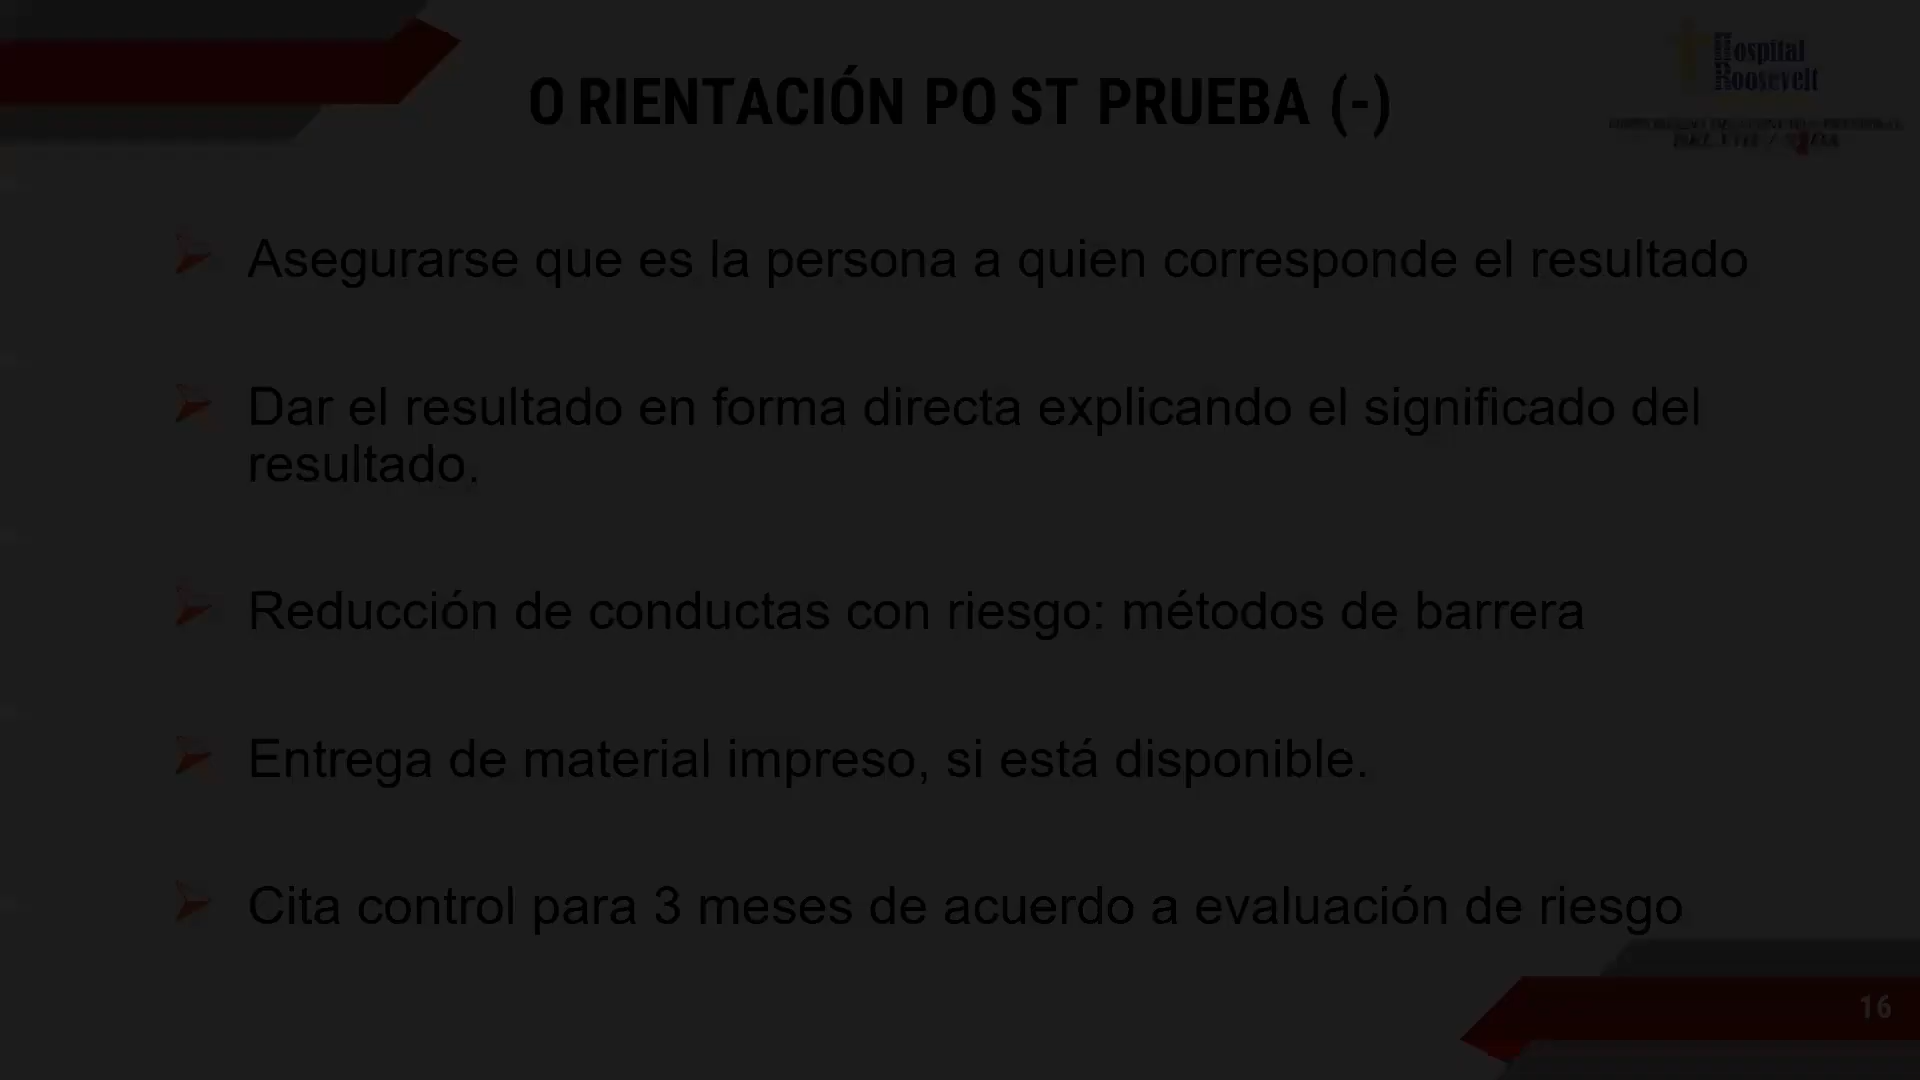 O RIENTACIÓN PO ST PRUEBA (-)
Hospital
Roosevelt
Asegurarse que es la persona a quien corresponde el resultado
Dar el resultado en forma directa explicando el significado del
resultado.
Reducción de conductas con riesgo: métodos de barrera
Entrega de material impreso, si está disponible.
Cita control para 3 meses de acuerdo a evaluación de riesgo
16